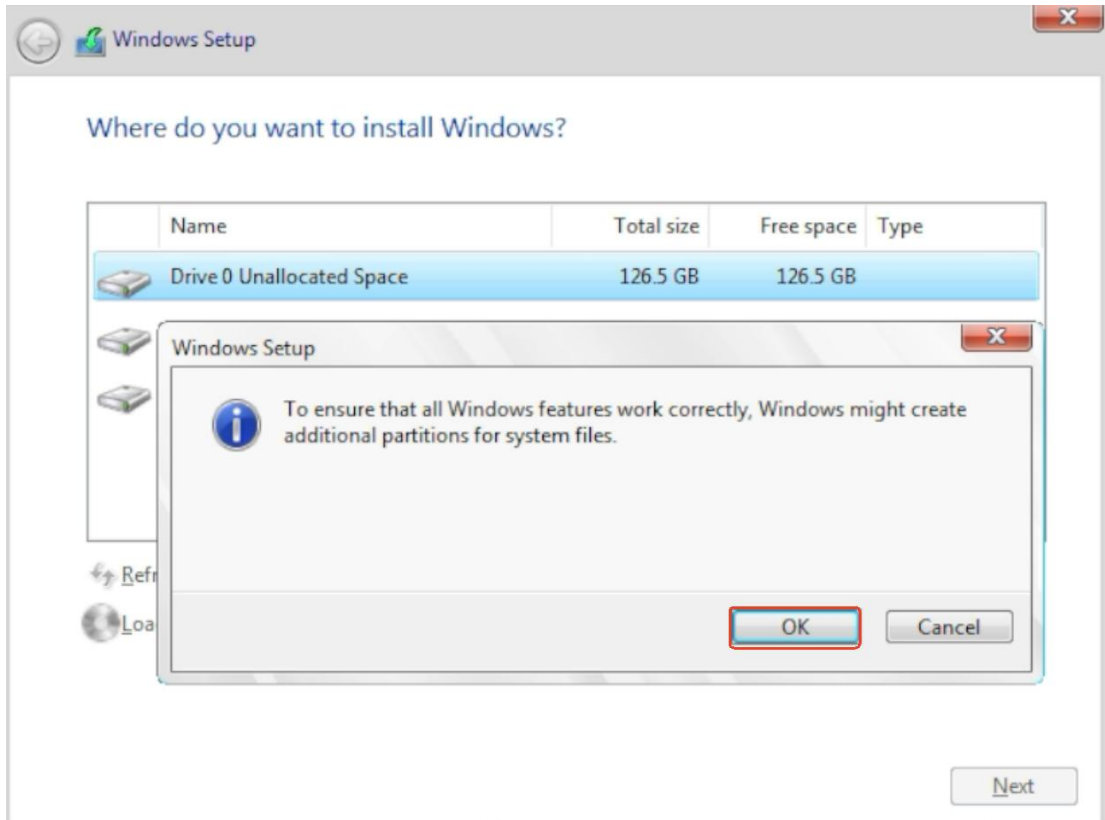 Windows Setup
Where do you want to install Windows?
Name Total size Free space Type
Drive 0 Unallocated Space 126.5 GB 126.5 GB
Windows Setup
To ensure that all Windows features work correctly, Windows might create
additional partitions for system files.
Refr
OK Cancel
Loa
Next